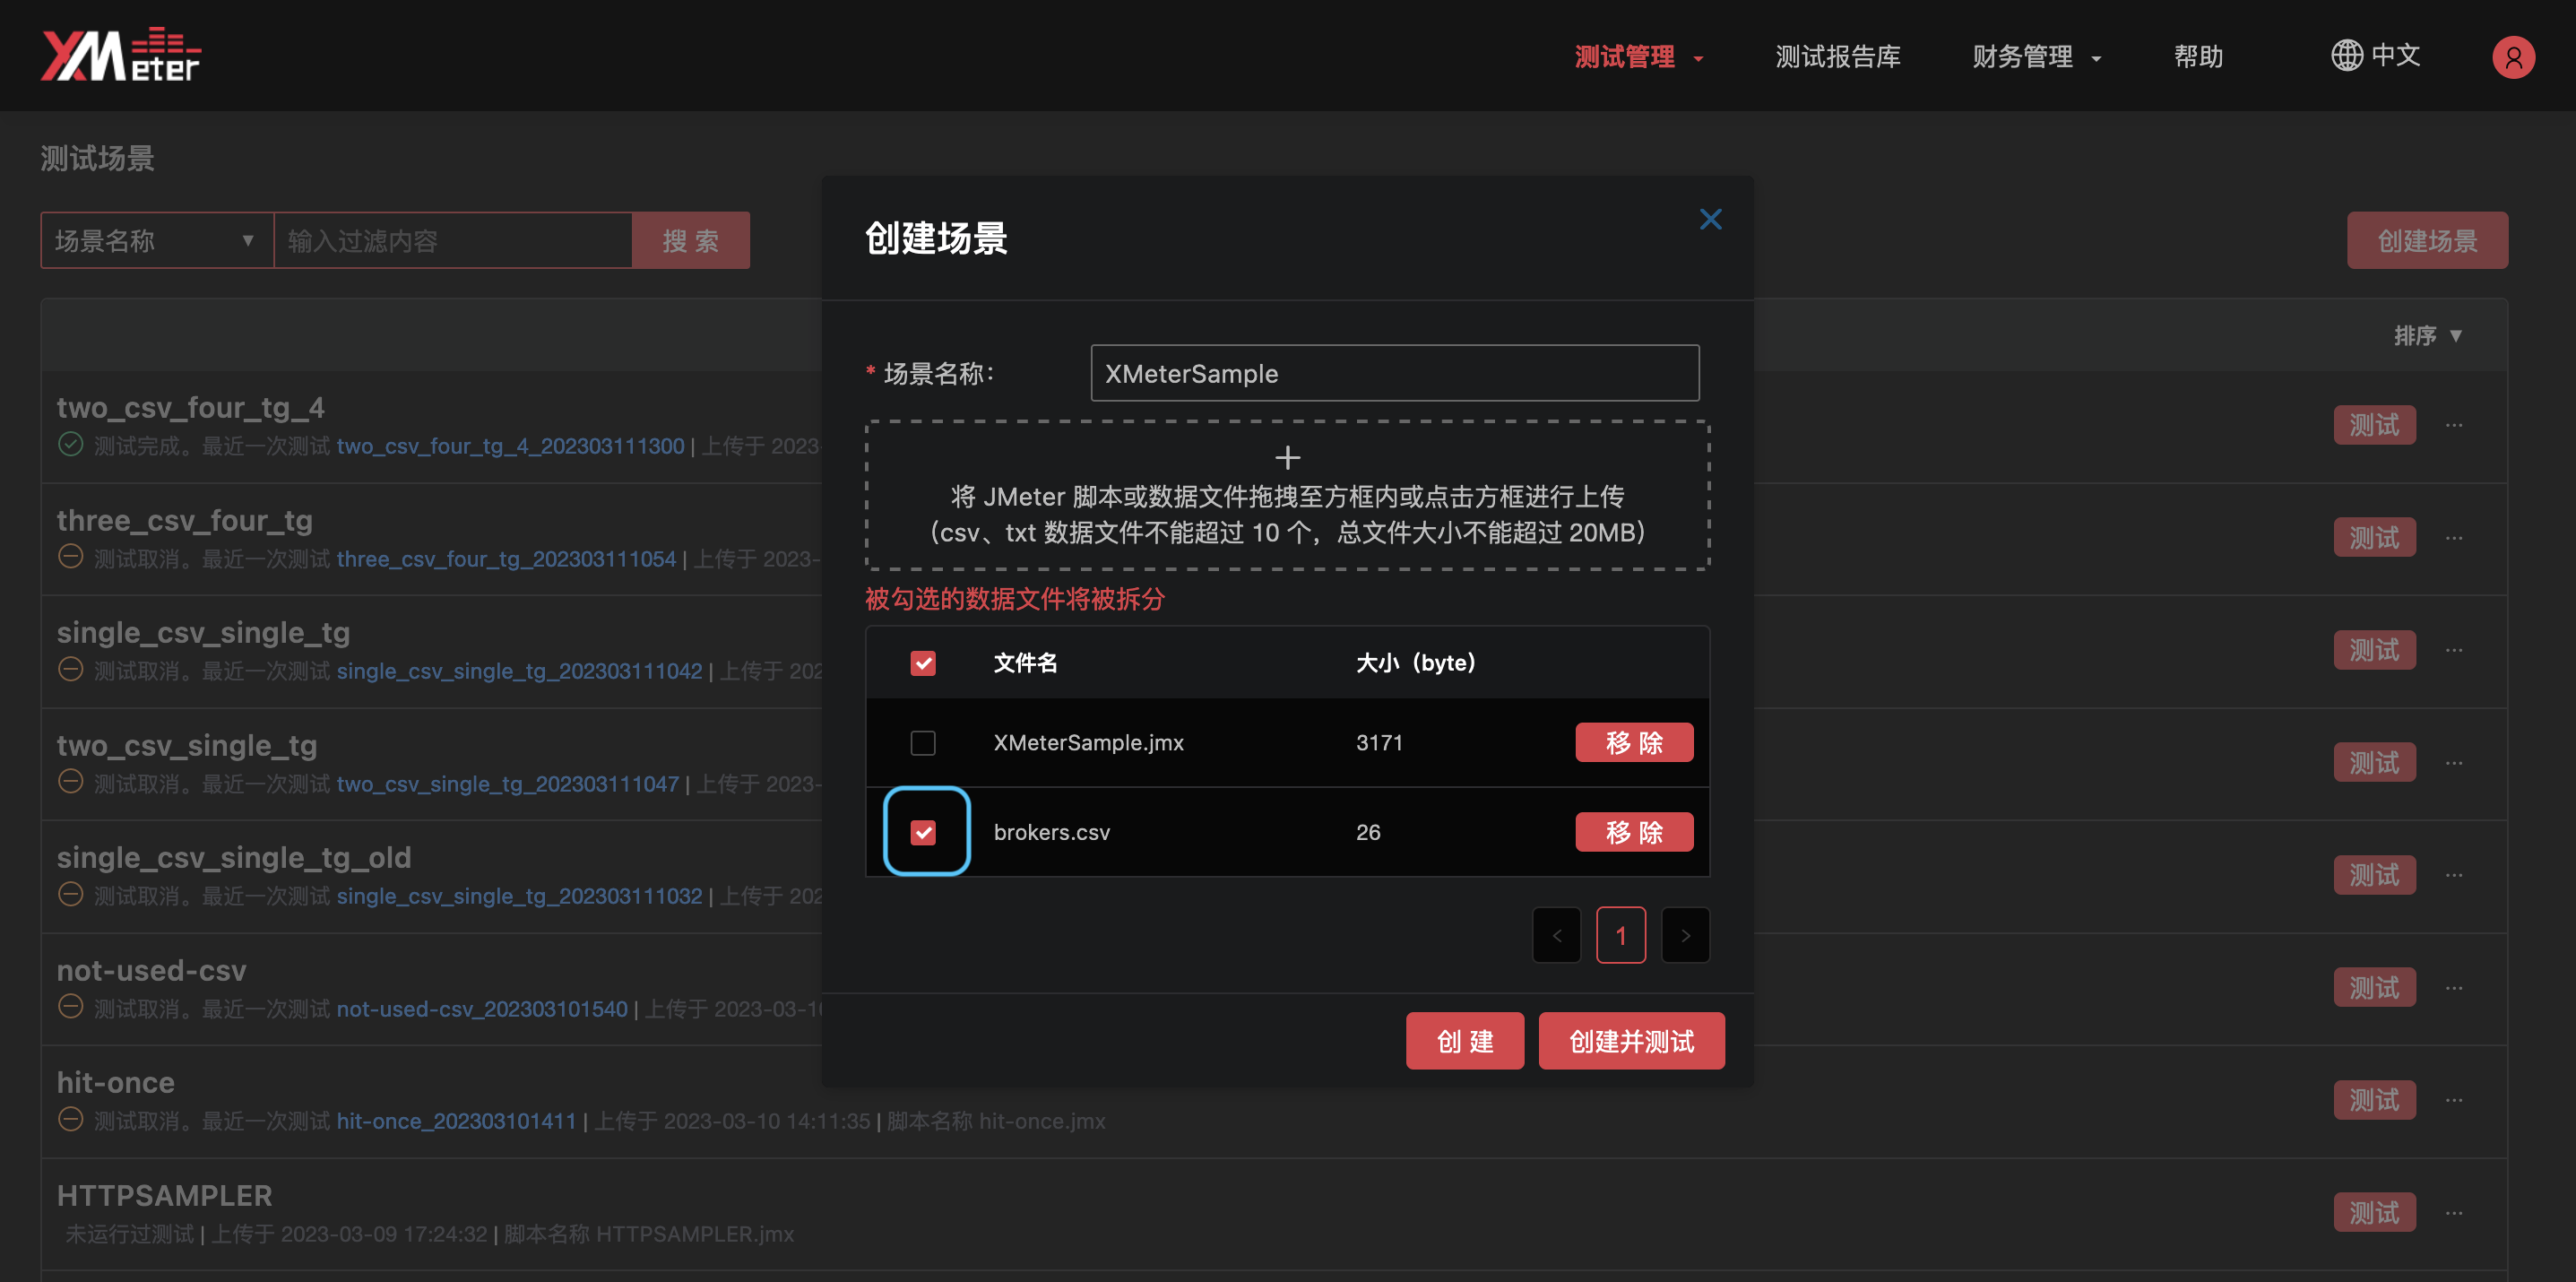 XMeter
测试管理
测试报告库
财务管理
帮助
中文
测试场景
场景名称
输入过滤内容
搜 索
创建场景
排序
two_csv_four_tg_4
测试完成。最近一次测试 two_csv_four_tg_4_202303111300 | 上传于 2023-
测试 ...
three_csv_four_tg
测试取消。最近一次测试 three_csv_four_tg_202303111054 | 上传于 2023-
测试 ...
single_csv_single_tg
测试取消。最近一次测试 single_csv_single_tg_202303111042 | 上传于 202
测试 ...
two_csv_single_tg
测试取消。最近一次测试 two_csv_single_tg_202303111047 | 上传于 2023-
测试 ...
single_csv_single_tg_old
测试取消。最近一次测试 single_csv_single_tg_202303111032 | 上传于 202
测试 ...
not-used-csv
测试取消。最近一次测试 not-used-csv_202303101540 | 上传于 2023-03-10
测试 ...
hit-once
测试取消。最近一次测试 hit-once_202303101411 | 上传于 2023-03-10 14:11:35 | 脚本名称 hit-once.jmx
测试 ...
HTTPSAMPLER
未运行过测试 | 上传于 2023-03-09 17:24:32 | 脚本名称 HTTPSAMPLER.jmx
测试 ...
创建场景
* 场景名称：
XMeterSample
将 JMeter 脚本或数据文件拖拽至方框内或点击方框进行上传
（csv、txt 数据文件不能超过 10 个，总文件大小不能超过 20MB）
被勾选的数据文件将被拆分
文件名 大小（byte）
XMeterSample.jmx 3171 移 除
brokers.csv 26 移 除
< 1 >
创 建
创建并测试